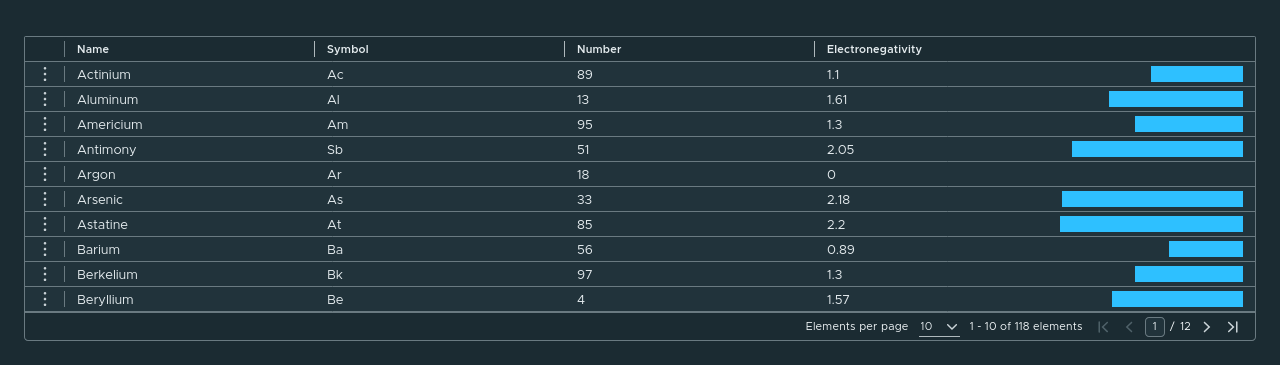 Name Symbol Number Electronegativity
Actinium Ac 89 1.1
Aluminum Al 13 1.61
Americium Am 95 1.3
Antimony Sb 51 2.05
Argon Ar 18 0
Arsenic As 33 2.18
Astatine At 85 2.2
Barium Ba 56 0.89
Berkelium Bk 97 1.3
Beryllium Be 4 1.57
Elements per page 10 1 - 10 of 118 elements 1 / 12